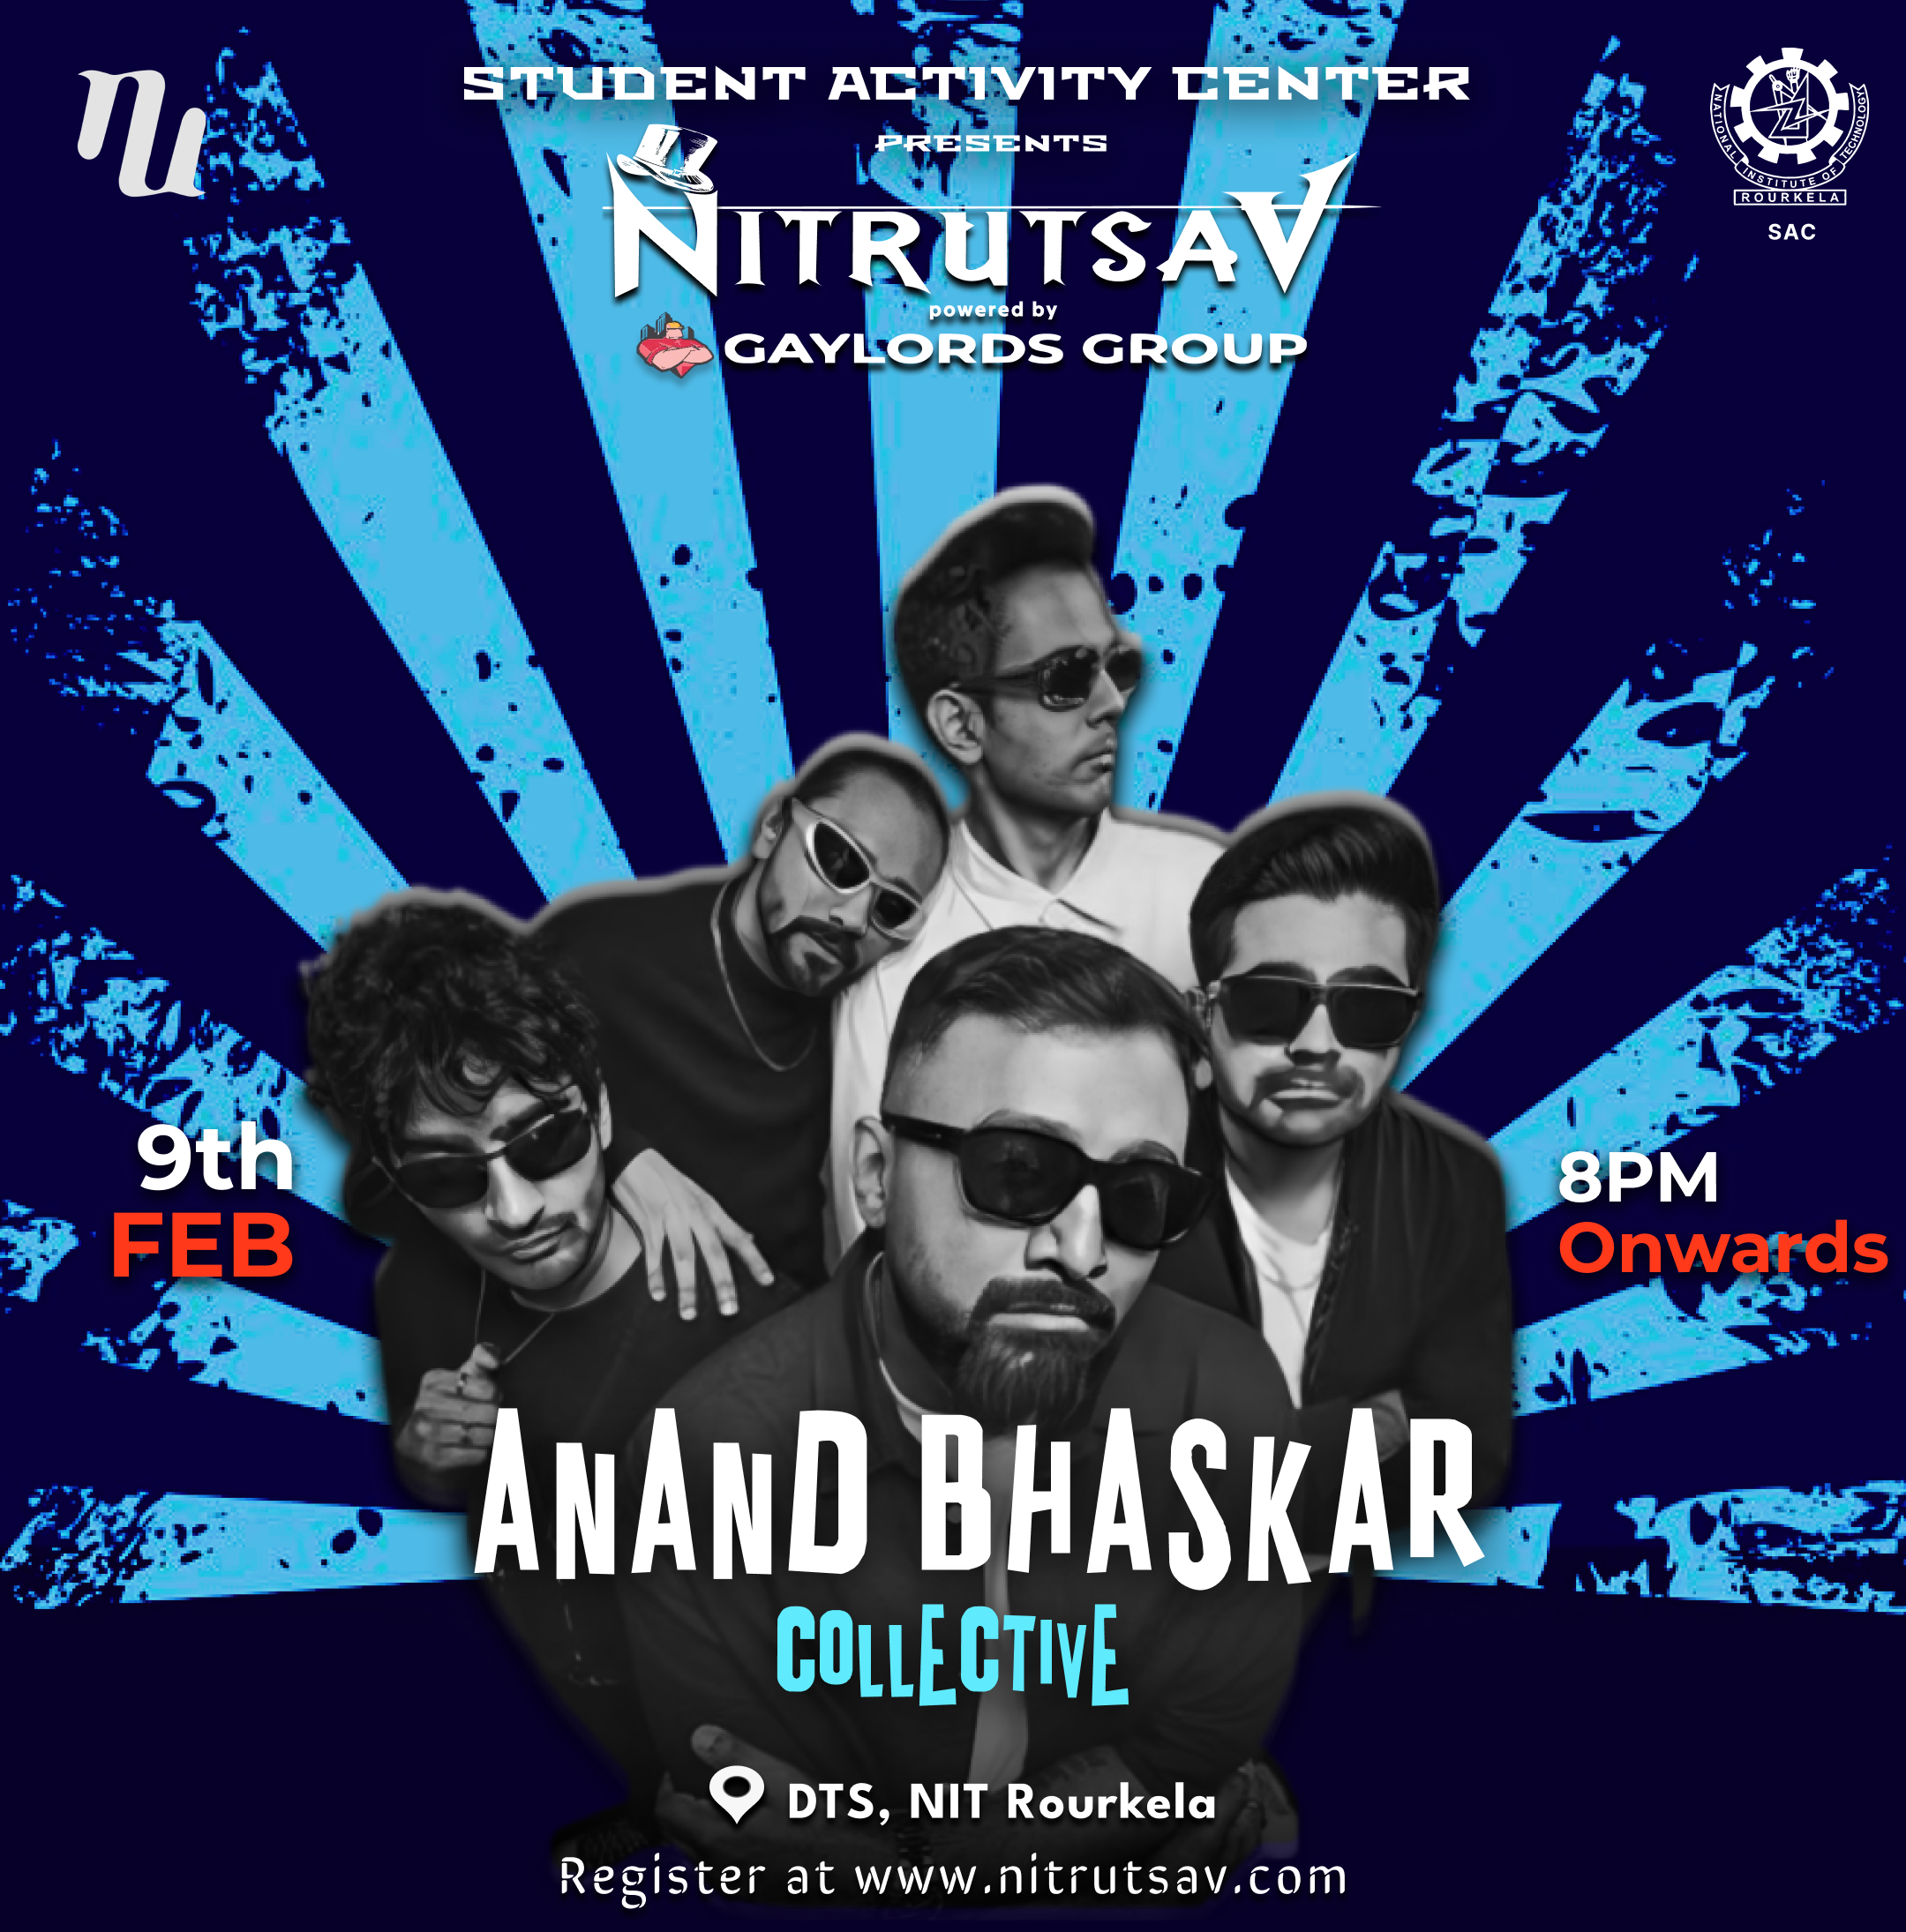 nu
STUDENT ACTIVITY CENTER
PRESENTS
NITRUTSAV
powered by
GAYLORDS GROUP
NATIONAL INSTITUTE OF TECHNOLOGY
ROURKELA
SAC
9th
FEB
8PM
Onwards
ANAND BHASKAR
COLLECTIVE
DTS, NIT Rourkela
Register at www.nitrutsav.com